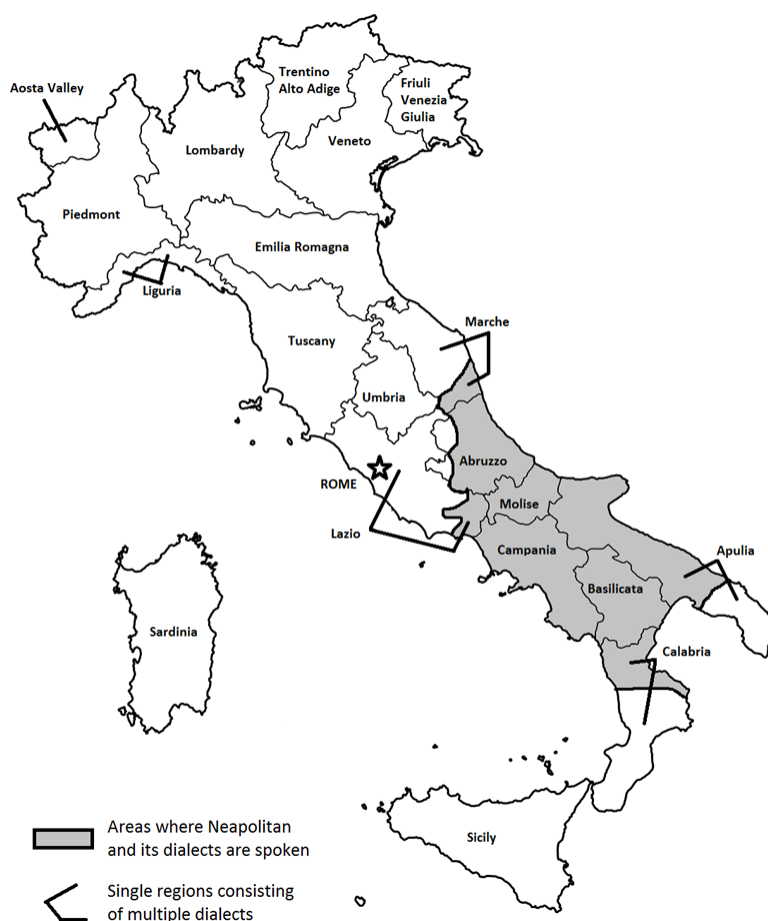 Trentino
Alto Adige
Friuli
Venezia
Giulia
Aosta Valley
Veneto
Lombardy
Piedmont
Emilia Romagna
Liguria
Marche
Tuscany
Umbria
Abruzzo
ROME
Molise
Lazio
Campania
Apulia
Basilicata
Sardinia
Calabria
Sicily
Areas where Neapolitan
and its dialects are spoken
Single regions consisting
of multiple dialects